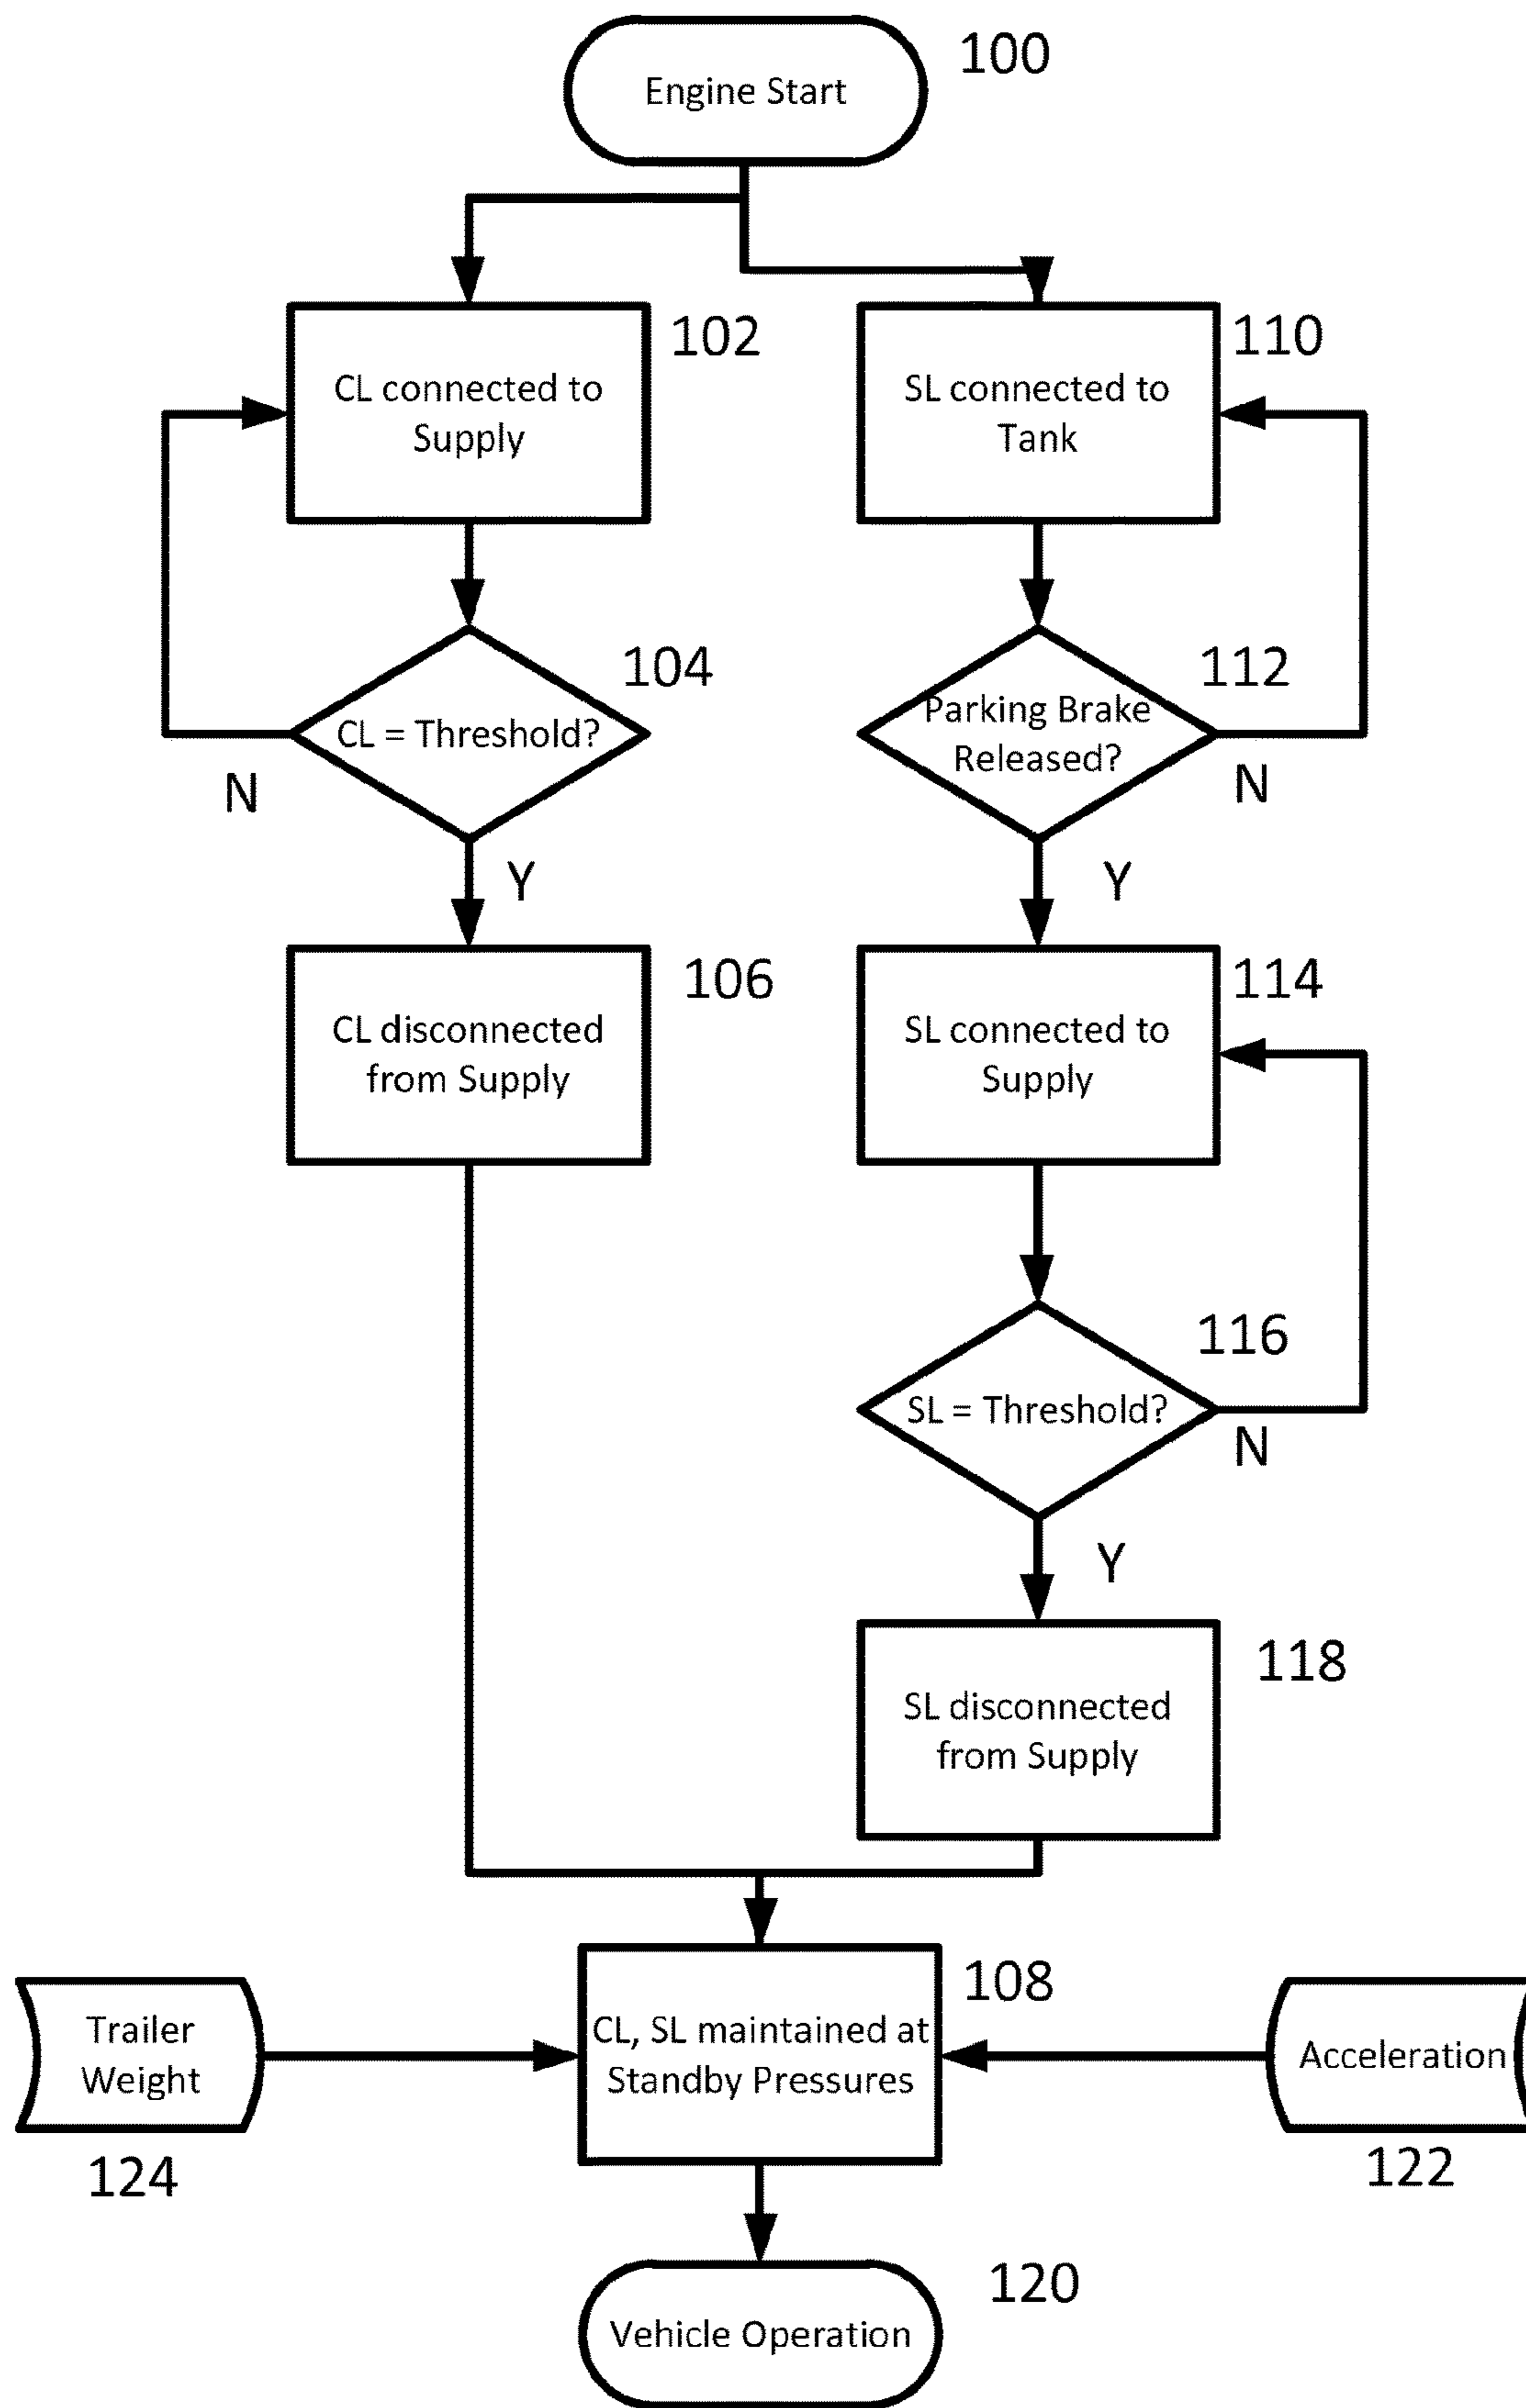 100
Engine Start
102
CL connected to
Supply
110
SL connected to
Tank
104
CL = Threshold?
N
Y
112
Parking Brake
Released?
N
Y
106
CL disconnected
from Supply
114
SL connected to
Supply
116
SL = Threshold?
N
Y
118
SL disconnected
from Supply
108
CL, SL maintained at
Standby Pressures
Trailer
Weight
124
Acceleration
122
120
Vehicle Operation